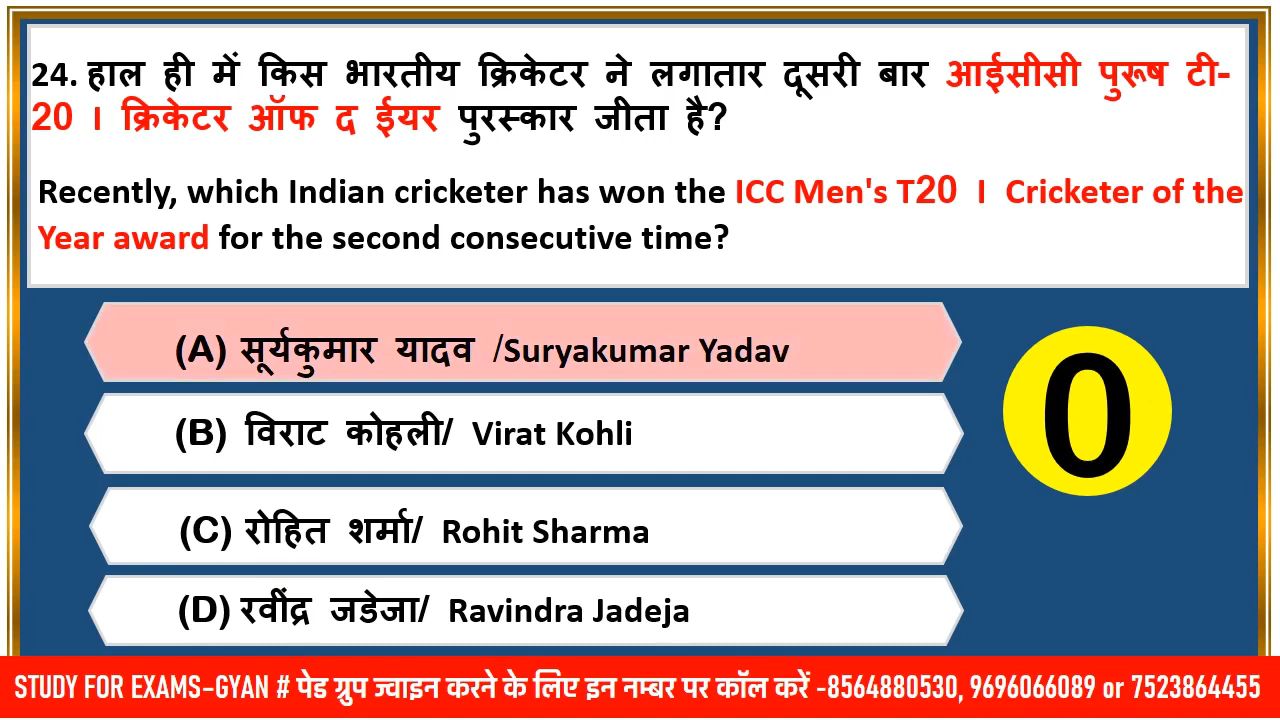 24. हाल ही में किस भारतीय क्रिकेटर ने लगातार दूसरी बार आईसीसी पुरूष टी-
20 । क्रिकेटर ऑफ द ईयर पुरस्कार जीता है?
Recently, which Indian cricketer has won the ICC Men's T20 I Cricketer of the
Year award for the second consecutive time?
(A) सूर्यकुमार यादव /Suryakumar Yadav
(B) विराट कोहली/ Virat Kohli
(C) रोहित शर्मा/ Rohit Sharma
(D) रवींद्र जडेजा/ Ravindra Jadeja
0
STUDY FOR EXAMS-GYAN # पेड ग्रुप ज्वाइन करने के लिए इन नम्बर पर कॉल करें -8564880530, 9696066089 or 7523864455